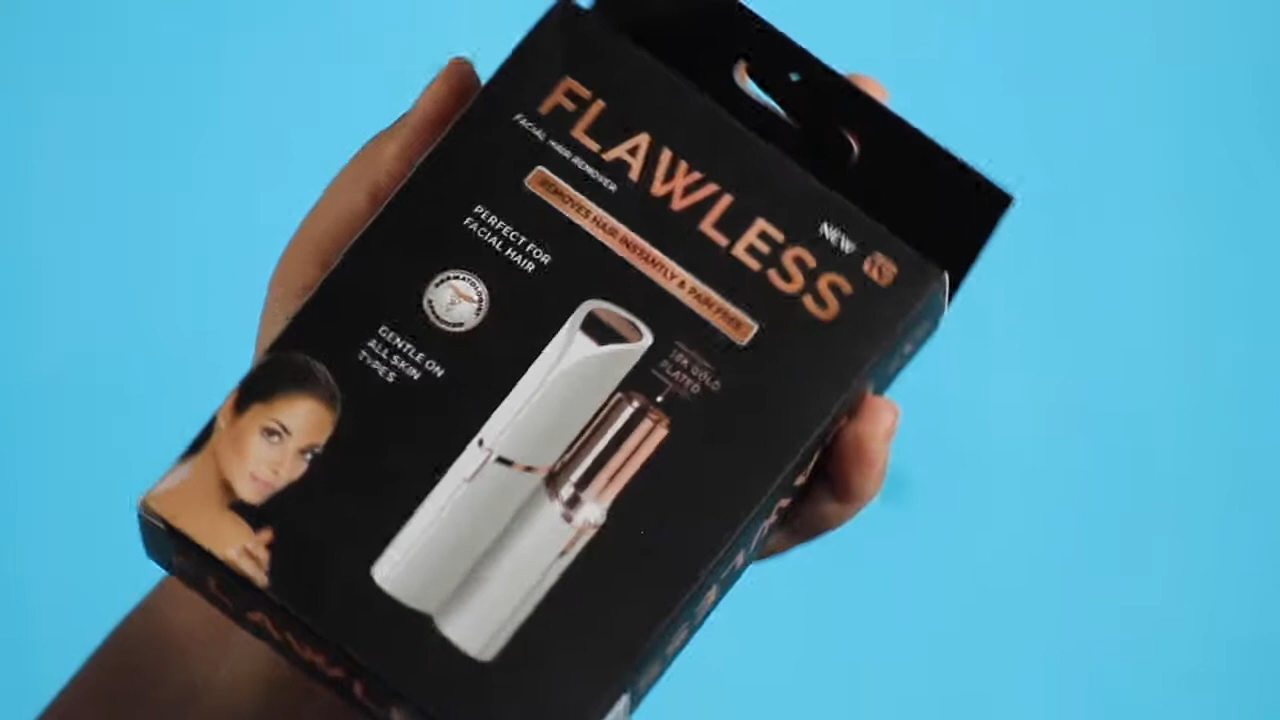 FLAWLESS
FACIAL HAIR REMOVER
REMOVES HAIR INSTANTLY & PAIN FREE
NEW
PERFECT FOR
FACIAL HAIR
GENTLE ON
ALL SKIN
TYPES
18K GOLD
PLATED